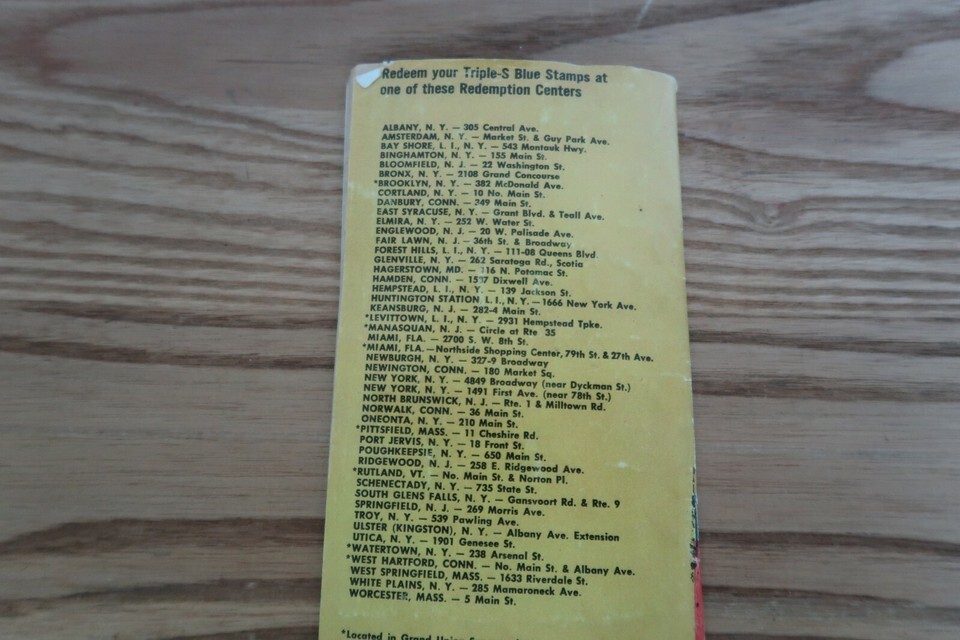 Redeem your Triple-S Blue Stamps at
one of these Redemption Centers
ALBANY, N. Y. — 305 Central Ave.
AMSTERDAM, N. Y. — Market St. & Guy Park Ave.
BAY SHORE, L. I., N. Y. — 543 Montauk Hwy.
BINGHAMTON, N. Y. — 155 Main St.
BLOOMFIELD, N. J. — 22 Washington St.
BRONX, N. Y. — 2108 Grand Concourse
*BROOKLYN, N. Y. — 382 McDonald Ave.
CORTLAND, N. Y. — 10 No. Main St.
DANBURY, CONN. — 349 Main St.
EAST SYRACUSE, N. Y. — Grant Blvd. & Teall Ave.
ELMIRA, N. Y. — 252 W. Water St.
ENGLEWOOD, N. J. — 20 W. Palisade Ave.
FAIR LAWN, N. J. — 36th St. & Broadway
FOREST HILLS, L. I., N. Y. — 111-08 Queens Blvd.
GLENVILLE, N. Y. — 262 Saratoga Rd., Scotia
HAGERSTOWN, MD. — 116 N. Potomac St.
HAMDEN, CONN. — 1537 Dixwell Ave.
HEMPSTEAD, L. I., N. Y. — 139 Jackson St.
HUNTINGTON STATION, L. I., N. Y. — 1666 New York Ave.
KEANSBURG, N. J. — 282-4 Main St.
*LEVITTOWN, L. I., N. Y. — 2931 Hempstead Tpke.
*MANASQUAN, N. J. — Circle at Rte 35
MIAMI, FLA. — 2700 S. W. 8th St.
*MIAMI, FLA. — Northside Shopping Center, 79th St. & 27th Ave.
NEWBURGH, N. Y. — 327-9 Broadway
NEWINGTON, CONN. — 180 Market Sq.
NEW YORK, N. Y. — 4849 Broadway (near Dyckman St.)
NEW YORK, N. Y. — 1491 First Ave. (near 78th St.)
NORTH BRUNSWICK, N. J. — Rte. 1 & Milltown Rd.
NORWALK, CONN. — 36 Main St.
ONEONTA, N. Y. — 210 Main St.
*PITTSFIELD, MASS. — 11 Cheshire Rd.
PORT JERVIS, N. Y. — 18 Front St.
POUGHKEEPSIE, N. Y. — 650 Main St.
RIDGEWOOD, N. J. — 258 E. Ridgewood Ave.
*RUTLAND, VT. — No. Main St. & Norton Pl.
SCHENECTADY, N. Y. — 735 State St.
SOUTH GLENS FALLS, N. Y. — Gansvoort Rd. & Rte. 9
SPRINGFIELD, N. J. — 269 Morris Ave.
TROY, N. Y. — 539 Pawling Ave.
ULSTER (KINGSTON), N. Y. — Albany Ave. Extension
UTICA, N. Y. — 1901 Genesee St.
*WATERTOWN, N. Y. — 238 Arsenal St.
*WEST HARTFORD, CONN. — No. Main St. & Albany Ave.
WEST SPRINGFIELD, MASS. — 1633 Riverdale St.
WHITE PLAINS, N. Y. — 285 Mamaroneck Ave.
WORCESTER, MASS. — 5 Main St.
*Located in Grand Union